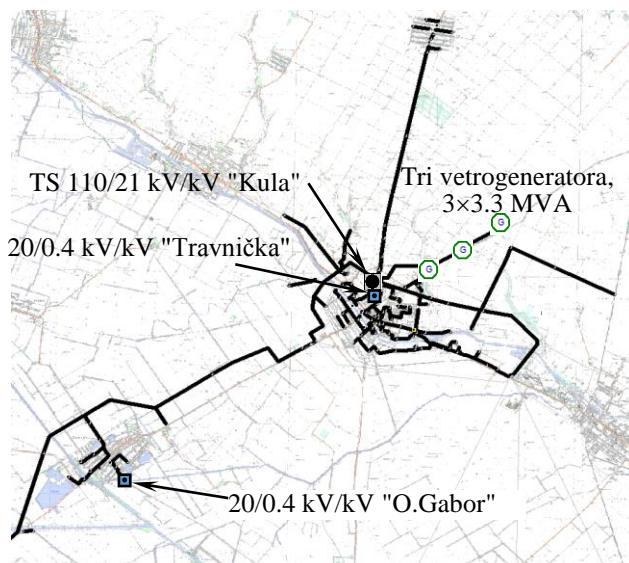 TS 110/21 kV/kV "Kula"
Tri vetrogeneratora,
3×3.3 MVA
20/0.4 kV/kV "Travnička"
G
G
G
20/0.4 kV/kV "O.Gabor"